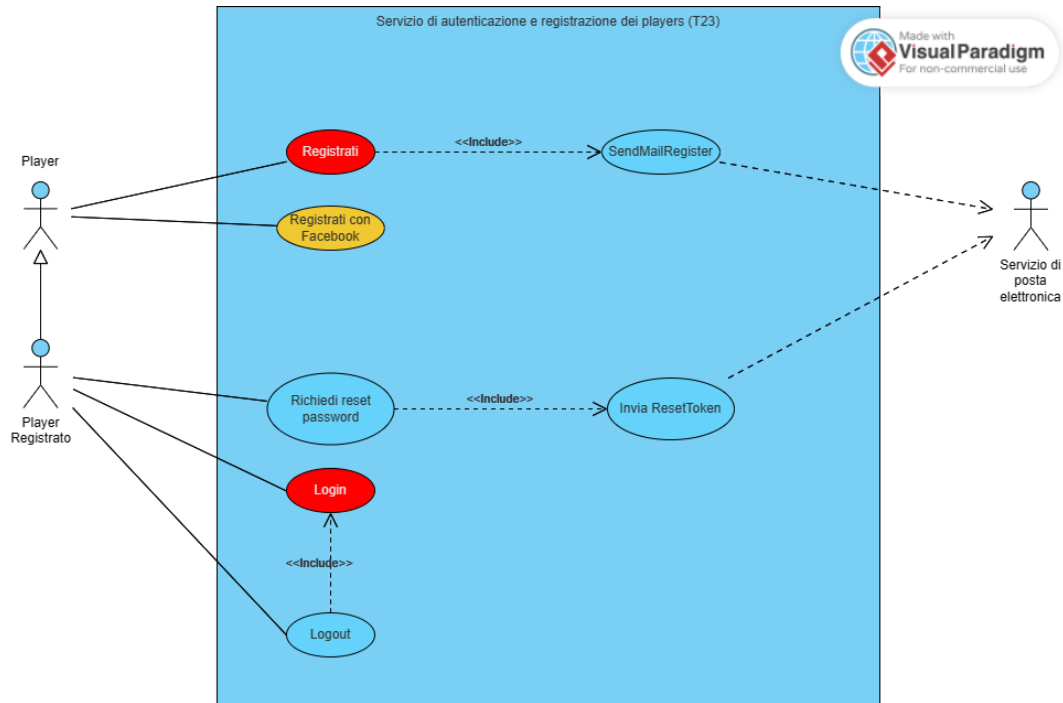 Servizio di autenticazione e registrazione dei players (T23)
Made with
Visual Paradigm
For non-commercial use
Player
Registrati
<<Include>>
SendMailRegister
Registrati con
Facebook
Servizio di
posta
elettronica
Player
Registrato
Richiedi reset
password
<<Include>>
Invia ResetToken
Login
<<Include>>
Logout